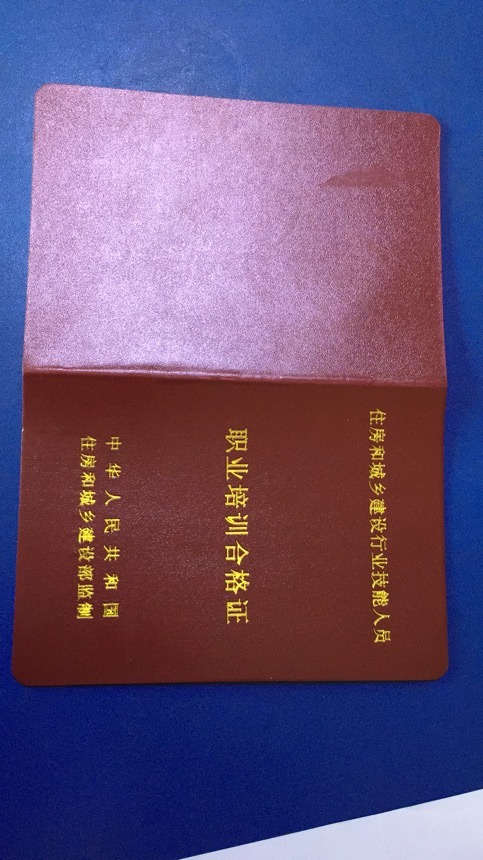 住房和城乡建设行业技能人员
职业培训合格证
中华人民共和国
住房和城乡建设部监制